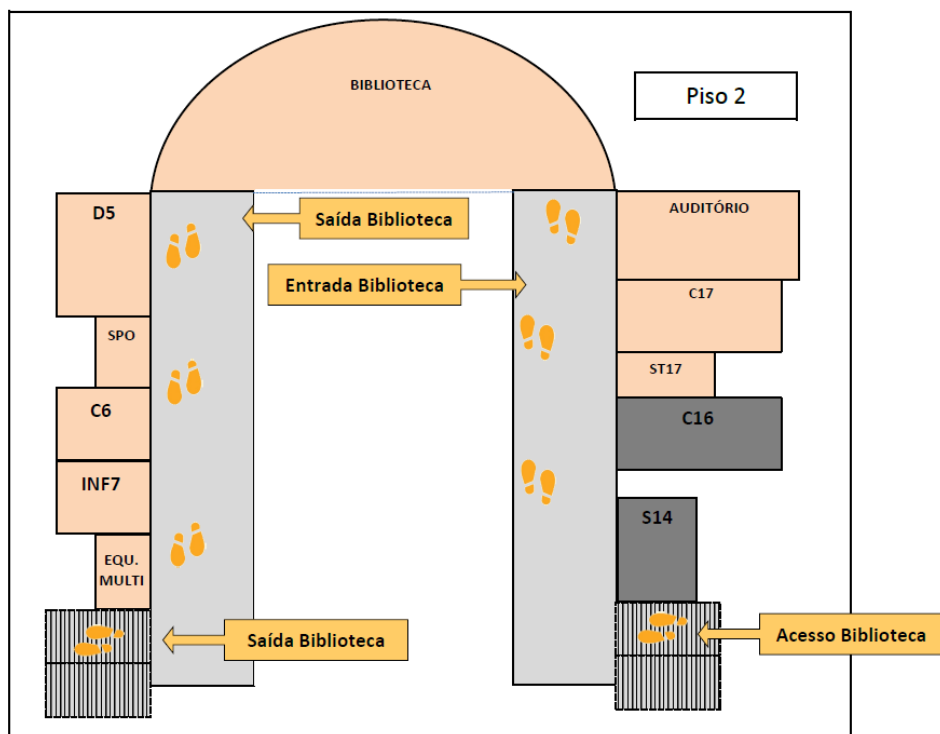 BIBLIOTECA
Piso 2
D5
Saída Biblioteca
AUDITÓRIO
Entrada Biblioteca
C17
SPO
ST17
C6
C16
INF7
S14
EQU.
MULTI
Saída Biblioteca
Acesso Biblioteca